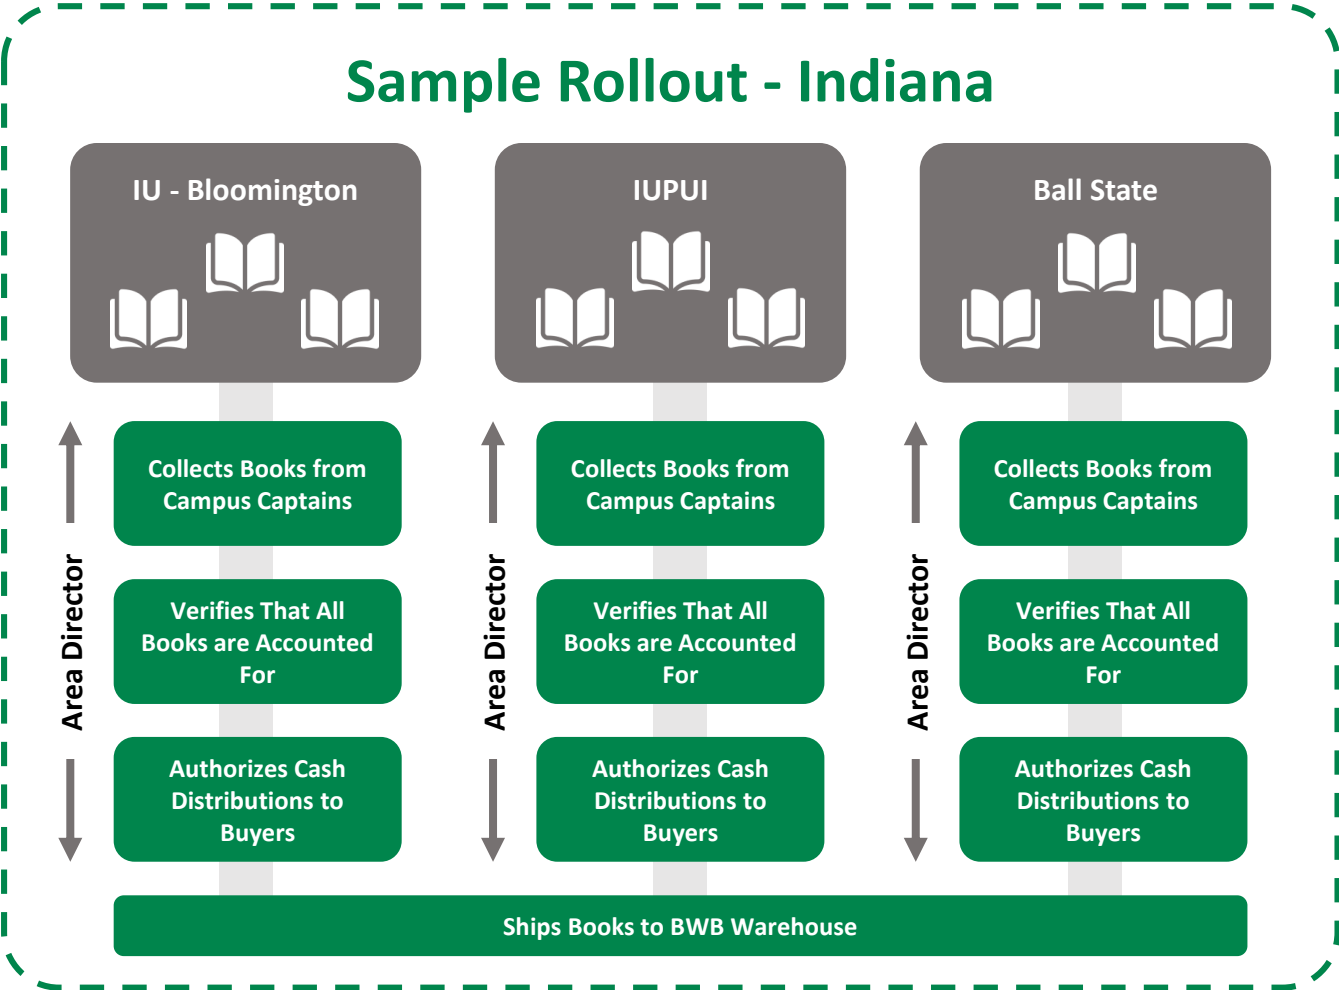 Sample Rollout - Indiana
IU - Bloomington
Area Director
Collects Books from
Campus Captains
Verifies That All
Books are Accounted
For
Authorizes Cash
Distributions to
Buyers
IUPUI
Area Director
Collects Books from
Campus Captains
Verifies That All
Books are Accounted
For
Authorizes Cash
Distributions to
Buyers
Ball State
Area Director
Collects Books from
Campus Captains
Verifies That All
Books are Accounted
For
Authorizes Cash
Distributions to
Buyers
Ships Books to BWB Warehouse